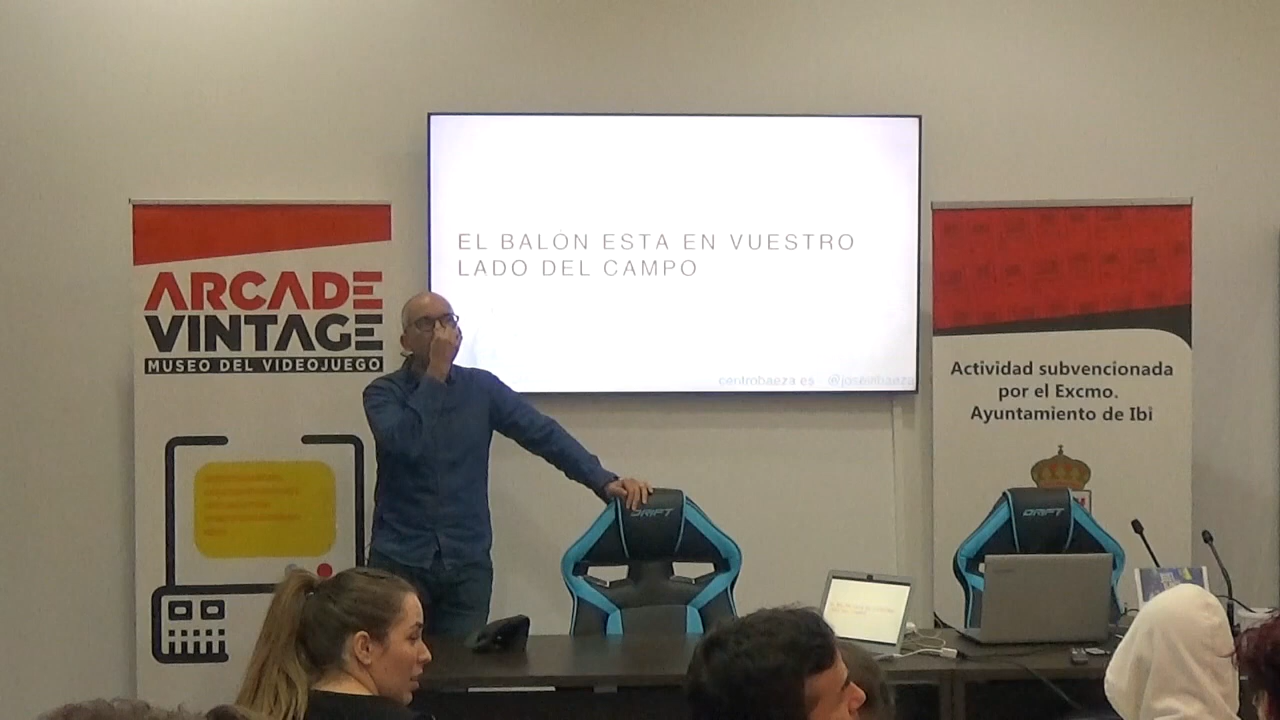 ARCADE
VINTAGE
MUSEO DEL VIDEOJUEGO
EL BALÓN ESTA EN VUESTRO
LADO DEL CAMPO
centrobaeza.es
Actividad subvencionada
por el Excmo.
Ayuntamiento de Ibi
DRIFT
DRIFT